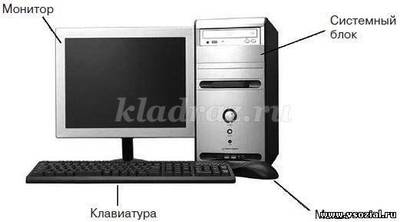 Монитор
Системный
блок
kladraz.ru
Клавиатура
www.vsozial.ru